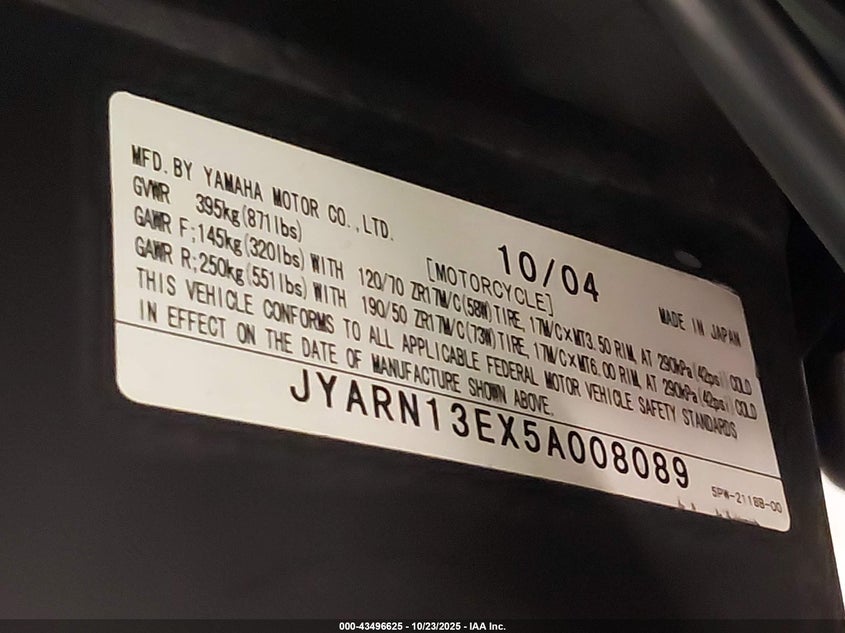 MFD. BY YAMAHA MOTOR CO., LTD.
10/04
MADE IN JAPAN
GVWR 395kg(871lbs)
[MOTORCYCLE]
GAWR F;145kg(320lbs) WITH 120/70 ZR17M/C(58W)TIRE, 17M/C×MT3.50 RIM, AT 290kPa(42psi) COLD
GAWR R;250kg(551lbs) WITH 190/50 ZR17M/C(73W)TIRE, 17M/C×MT6.00 RIM, AT 290kPa(42psi) COLD
THIS VEHICLE CONFORMS TO ALL APPLICABLE FEDERAL MOTOR VEHICLE SAFETY STANDARDS
IN EFFECT ON THE DATE OF MANUFACTURE SHOWN ABOVE.
JYARN13EX5A008089
5PW-2118B-00
000-43496625 - 10/23/2025 - IAA Inc.